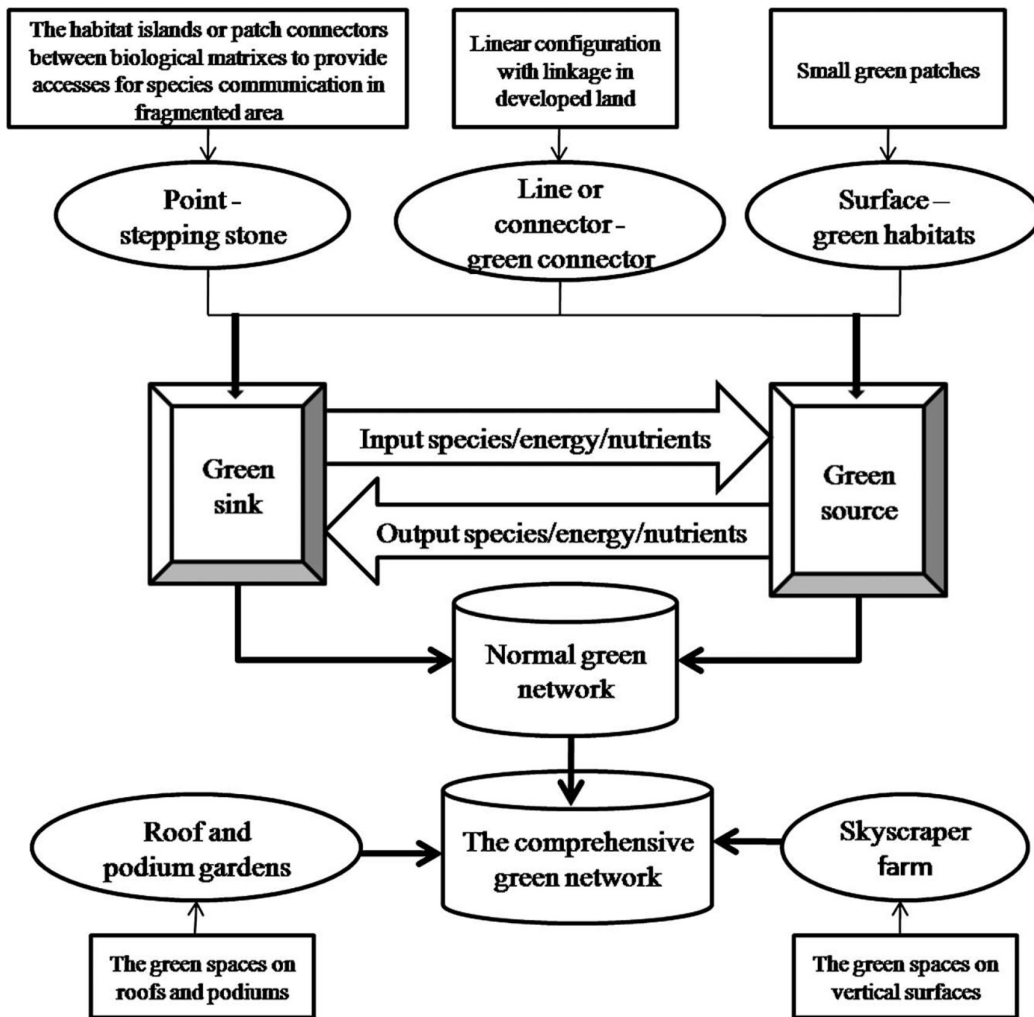 The habitat islands or patch connectors
between biological matrixes to provide
accesses for species communication in
fragmented area
Linear configuration
with linkage in
developed land
Small green patches
Point -
stepping stone
Line or
connector -
green connector
Surface –
green habitats
Green
sink
Input species/energy/nutrients
Output species/energy/nutrients
Green
source
Normal green
network
Roof and
podium gardens
The comprehensive
green network
Skyscraper
farm
The green spaces on
roofs and podiums
The green spaces on
vertical surfaces